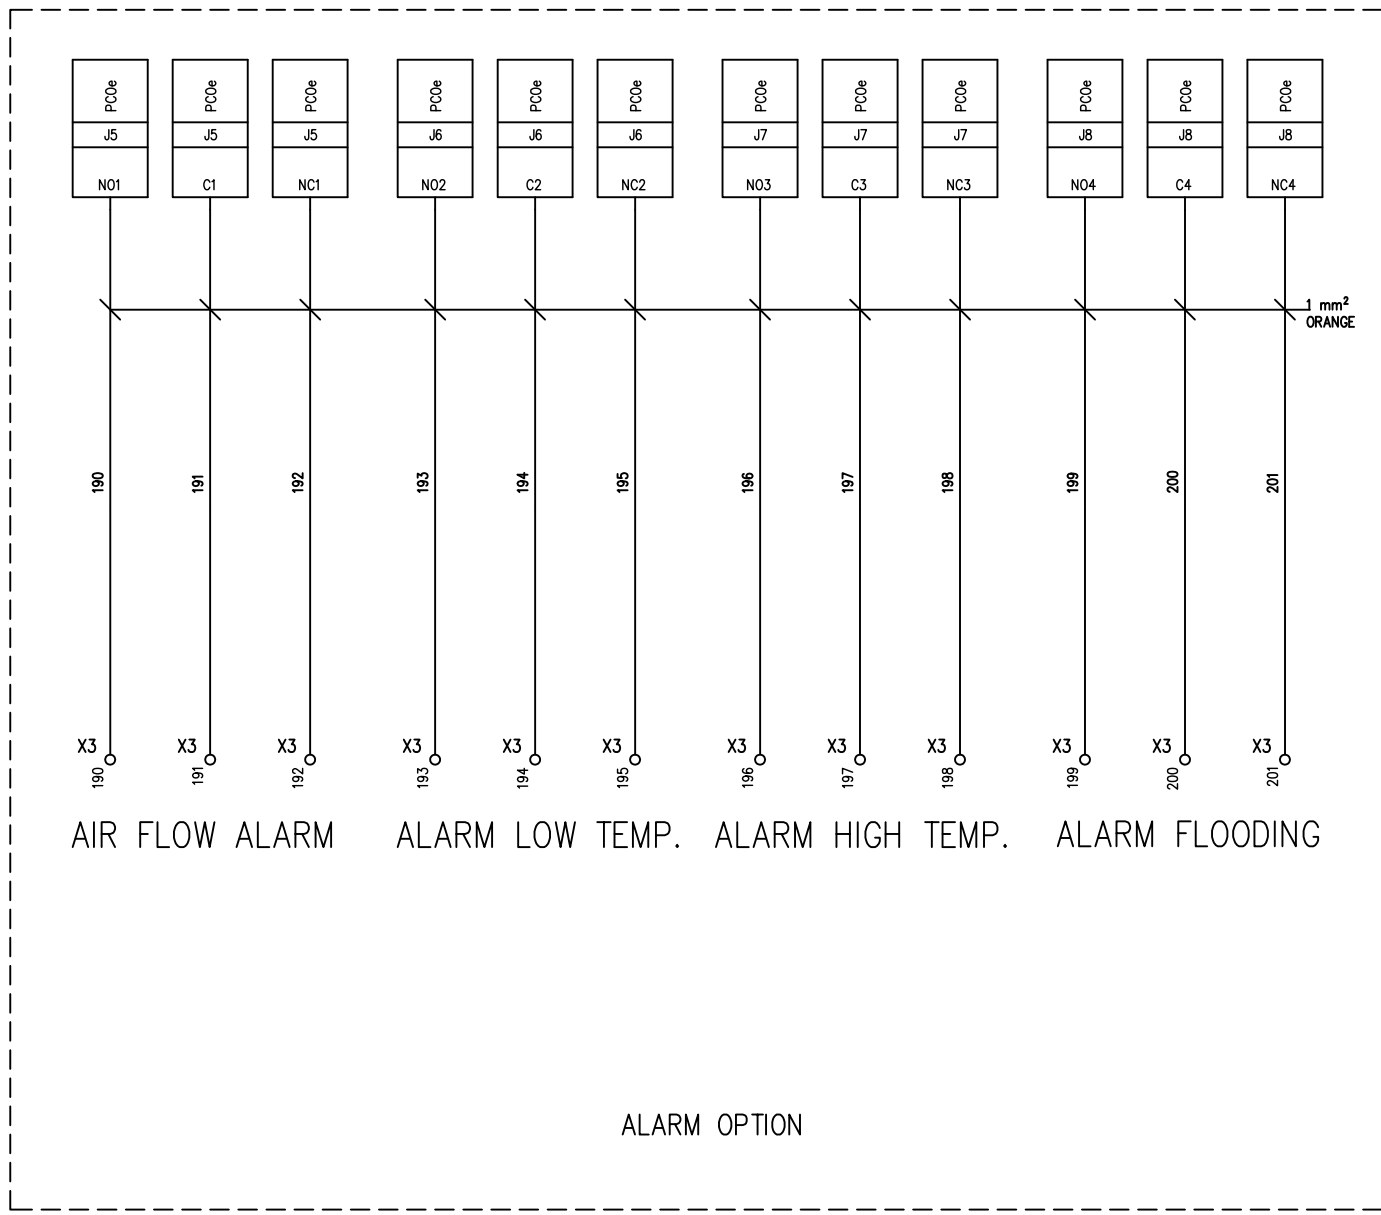 PCOe PCOe PCOe PCOe PCOe PCOe PCOe PCOe PCOe PCOe PCOe PCOe
J5 J5 J5 J6 J6 J6 J7 J7 J7 J8 J8 J8
NO1 C1 NC1 NO2 C2 NC2 NO3 C3 NC3 NO4 C4 NC4
1 mm²
ORANGE
190 191 192 193 194 195 196 197 198 199 200 201
X3 X3 X3 X3 X3 X3 X3 X3 X3 X3 X3 X3
190 191 192 193 194 195 196 197 198 199 200 201
AIR FLOW ALARM ALARM LOW TEMP. ALARM HIGH TEMP. ALARM FLOODING
ALARM OPTION